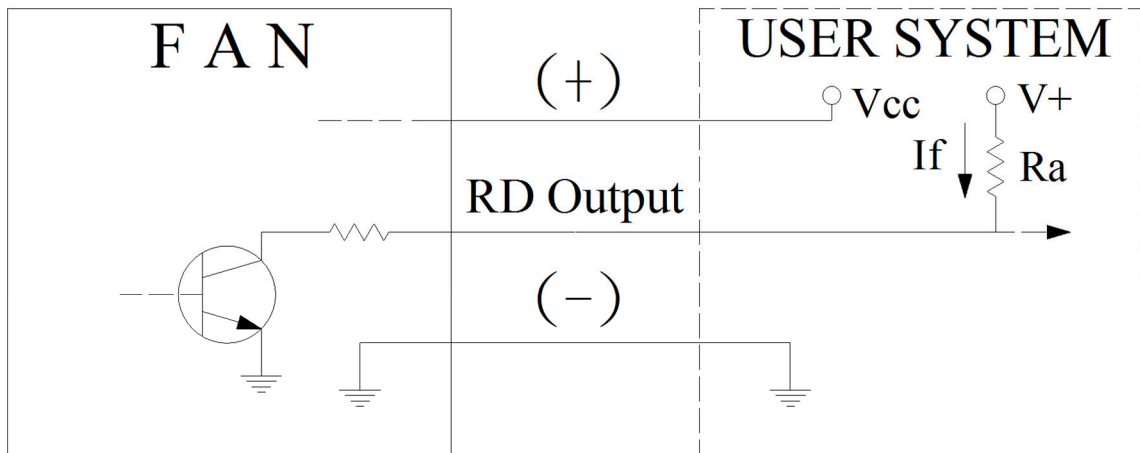 F A N
USER SYSTEM
(+)
Vcc
V+
If
Ra
RD Output
(-)